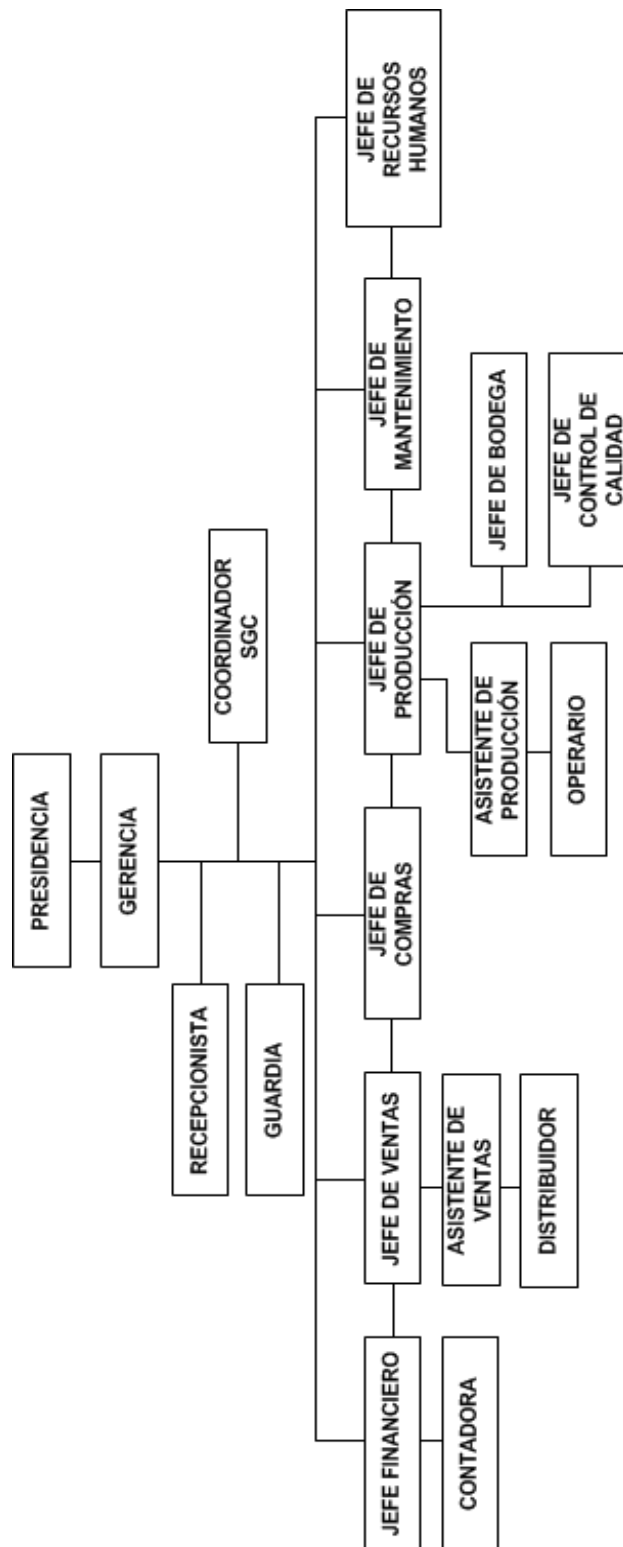 PRESIDENCIA
GERENCIA
RECEPCIONISTA
COORDINADOR
SGC
GUARDIA
JEFE FINANCIERO
JEFE DE VENTAS
JEFE DE
COMPRAS
JEFE DE
PRODUCCIÓN
JEFE DE
MANTENIMIENTO
JEFE DE
RECURSOS
HUMANOS
CONTADORA
ASISTENTE DE
VENTAS
ASISTENTE DE
PRODUCCIÓN
JEFE DE BODEGA
DISTRIBUIDOR
OPERARIO
JEFE DE
CONTROL DE
CALIDAD